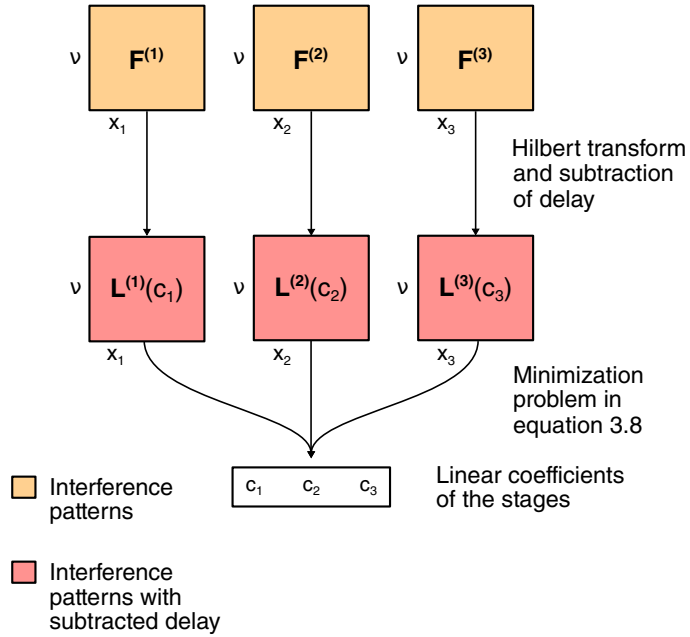 ν F⁽¹⁾ ν F⁽²⁾ ν F⁽³⁾
x₁ x₂ x₃
Hilbert transform
and subtraction
of delay
ν L⁽¹⁾(c₁) ν L⁽²⁾(c₂) ν L⁽³⁾(c₃)
x₁ x₂ x₃
Minimization
problem in
equation 3.8
c₁ c₂ c₃
Linear coefficients
of the stages
Interference
patterns
Interference
patterns with
subtracted delay